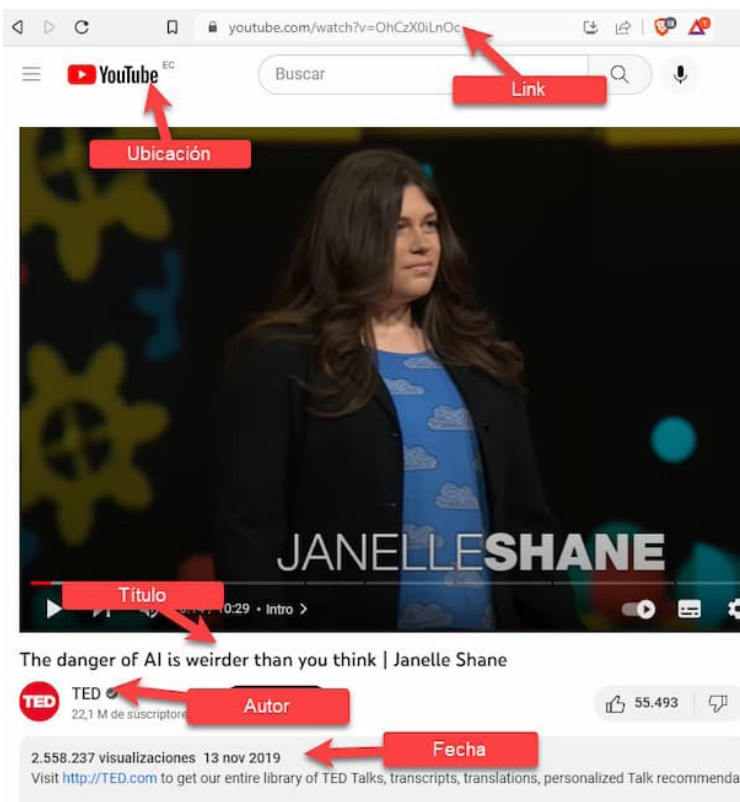 youtube.com/watch?v=OhCzX0iLnOc
Link
YouTube EC
Buscar
Ubicación
JANELLESHANE
Título
10:29 • Intro >
The danger of AI is weirder than you think | Janelle Shane
TED
TED
22,1 M de suscriptore
Autor
55.493
Fecha
2.558.237 visualizaciones 13 nov 2019
Visit http://TED.com to get our entire library of TED Talks, transcripts, translations, personalized Talk recommenda